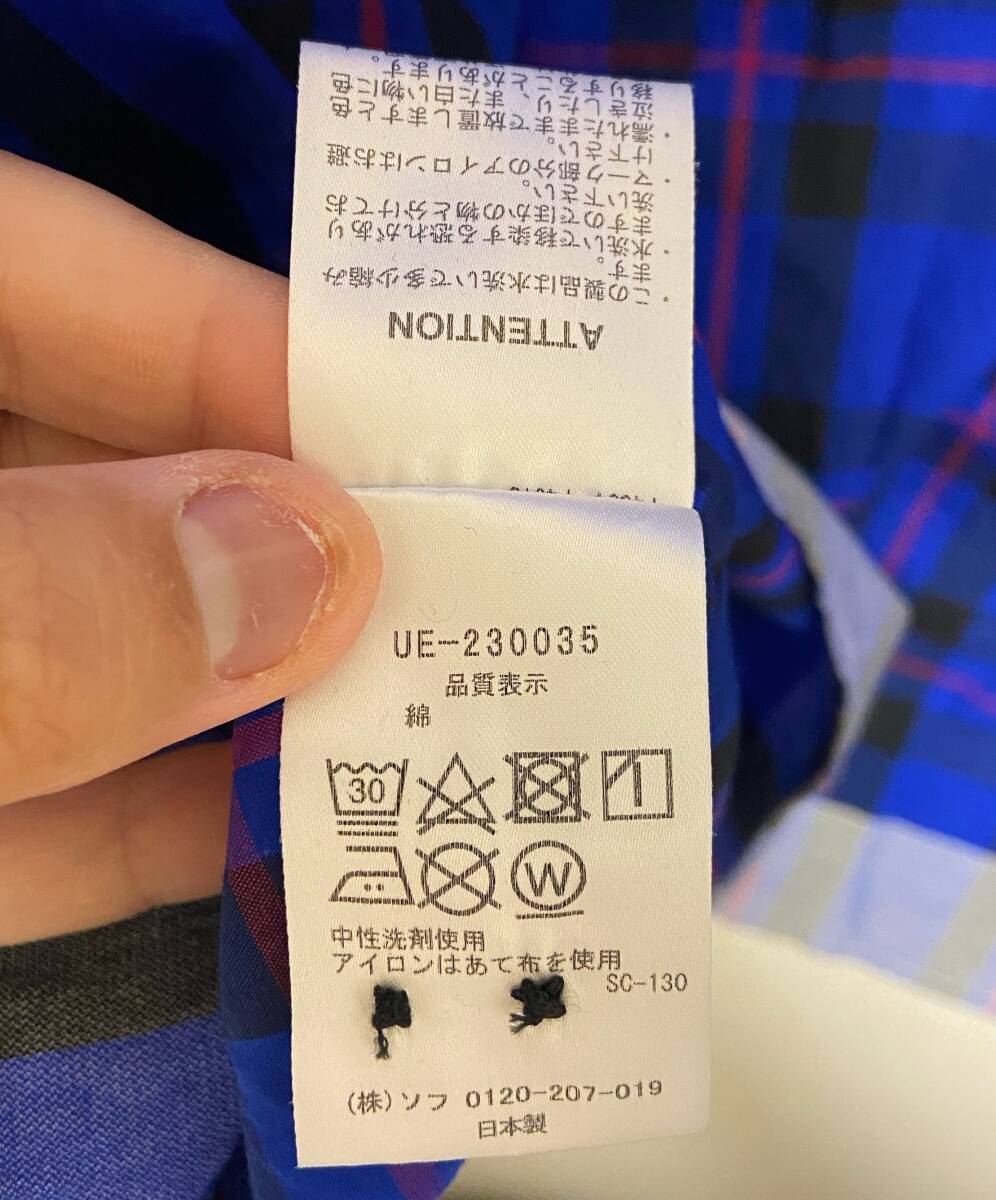 ATTENTION
・この製品は水洗いで多少縮み
ます。
・水洗いで移染する恐れがあり
ますのでほかの物と分けてお
洗い下さい。
・マーク部分のアイロンはお避
け下さい。
・濡れたままで放置しますと色
泣きしたり、また白い物に色
移りすることがあります。
UE-230035
品質表示
綿
30
W
中性洗剤使用
アイロンはあて布を使用
SC-130
(株)ソフ 0120-207-019
日本製